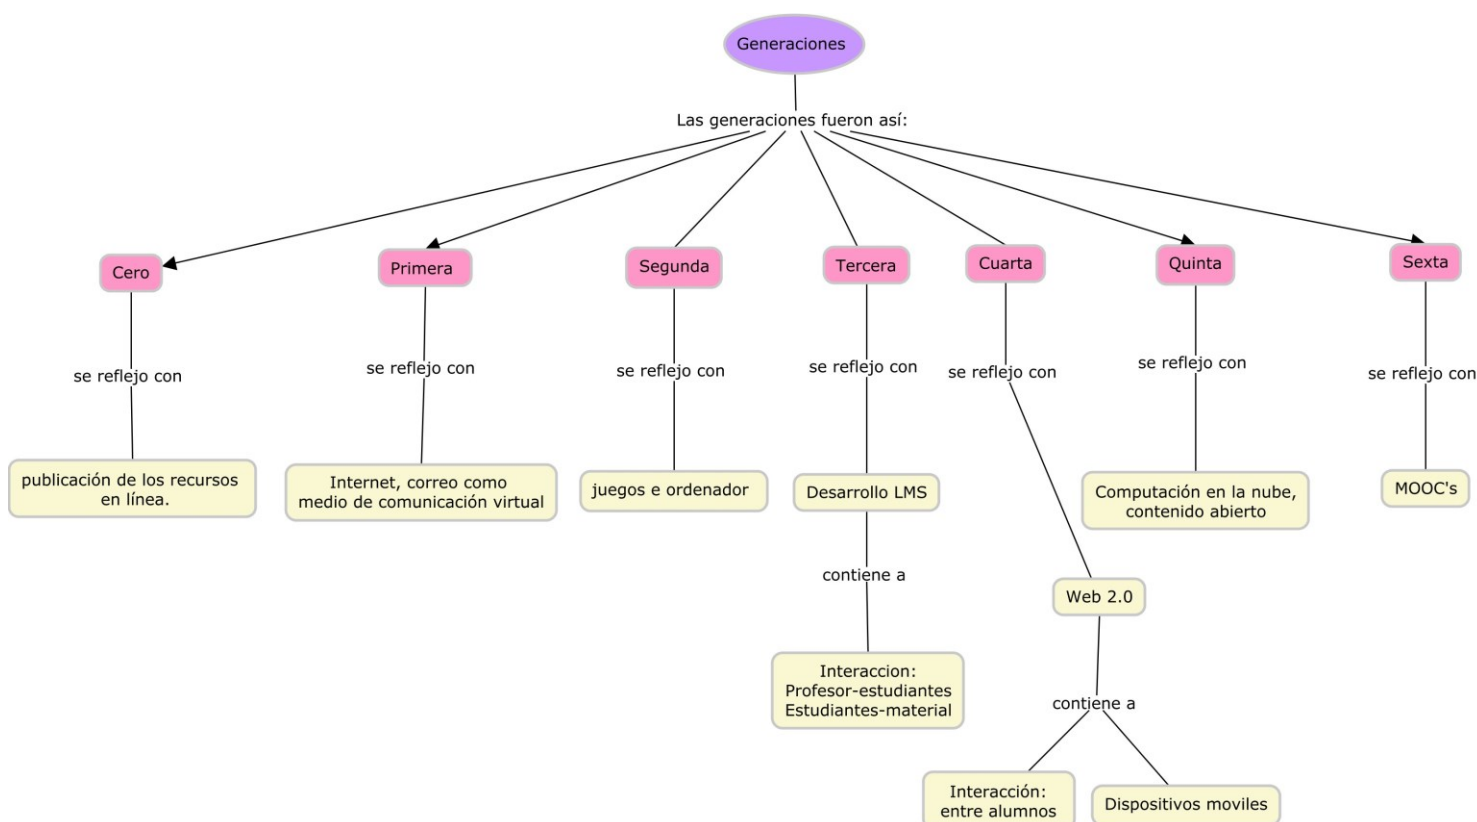 Generaciones
Las generaciones fueron así:
Cero
Primera
Segunda
Tercera
Cuarta
Quinta
Sexta
se reflejo con
se reflejo con
se reflejo con
se reflejo con
se reflejo con
se reflejo con
se reflejo con
publicación de los recursos
en línea.
Internet, correo como
medio de comunicación virtual
juegos e ordenador
Desarrollo LMS
Computación en la nube,
contenido abierto
MOOC's
contiene a
Web 2.0
Interaccion:
Profesor-estudiantes
Estudiantes-material
contiene a
Interacción:
entre alumnos
Dispositivos moviles